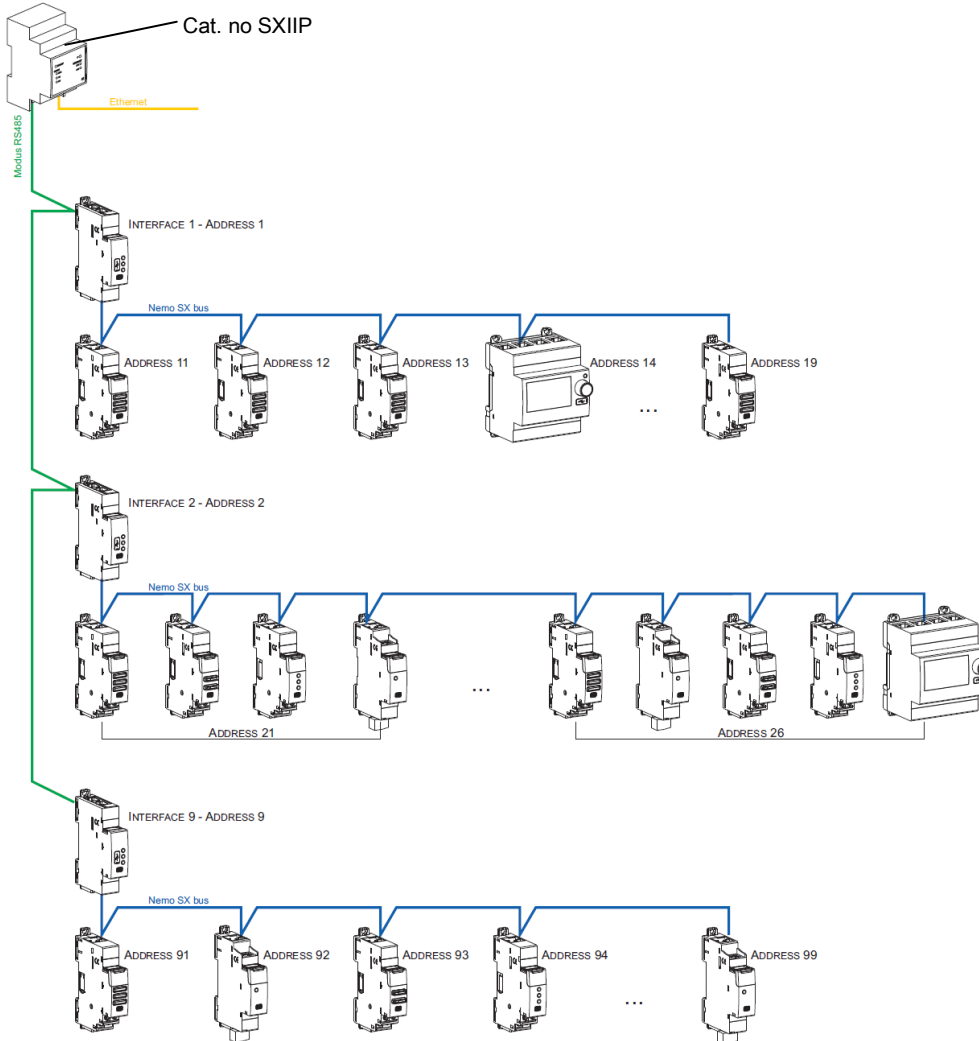 Cat. no SXIIP
Ethernet
Modus RS485
INTERFACE 1 - ADDRESS 1
Nemo SX bus
ADDRESS 11
ADDRESS 12
ADDRESS 13
ADDRESS 14
ADDRESS 19
...
INTERFACE 2 - ADDRESS 2
Nemo SX bus
...
ADDRESS 21
ADDRESS 26
INTERFACE 9 - ADDRESS 9
Nemo SX bus
ADDRESS 91
ADDRESS 92
ADDRESS 93
ADDRESS 94
ADDRESS 99
...